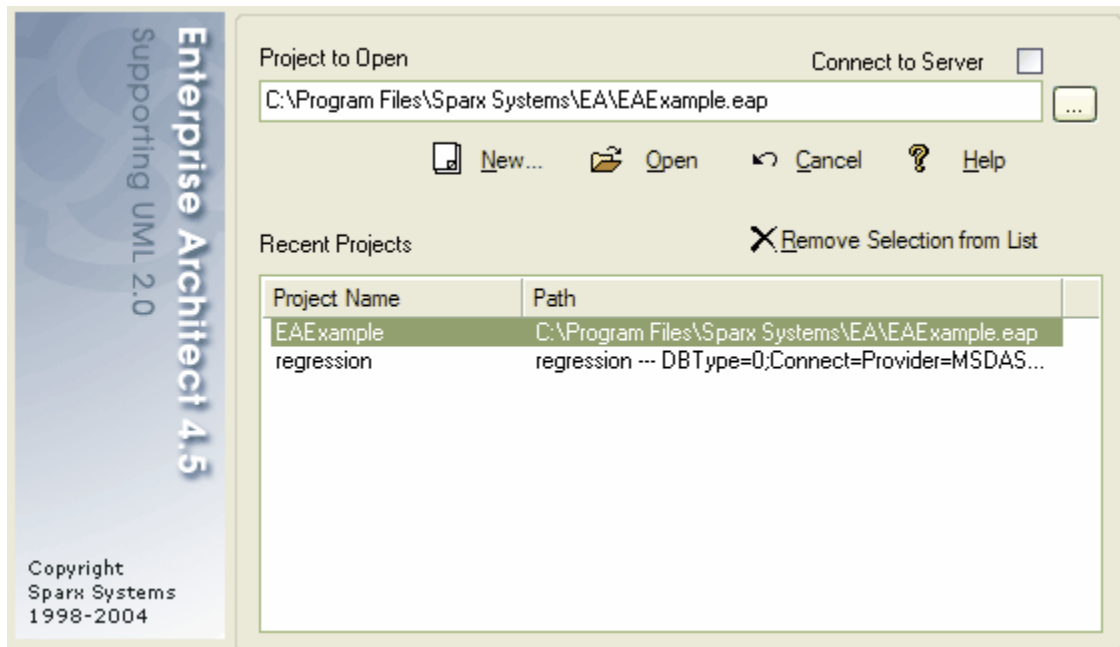 Enterprise Architect 4.5
Supporting UML 2.0
Copyright
Sparx Systems
1998-2004
Project to Open
Connect to Server
C:\Program Files\Sparx Systems\EA\EAExample.eap
...
New...
Open
Cancel
Help
Recent Projects
Remove Selection from List
Project Name Path
EAExample C:\Program Files\Sparx Systems\EA\EAExample.eap
regression regression --- DBType=0;Connect=Provider=MSDAS...